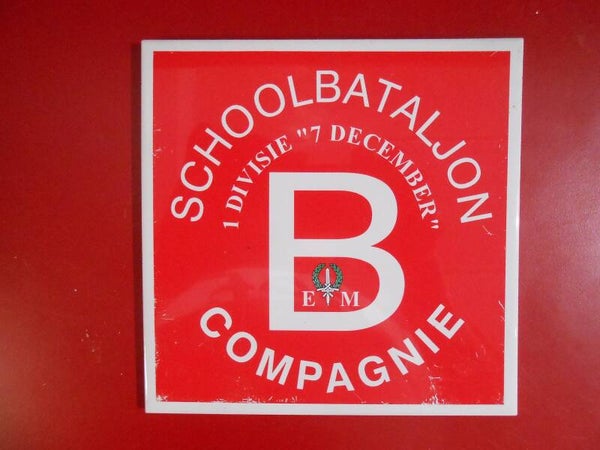 SCHOOLBATALJON
1 DIVISIE "7 DECEMBER"
B
E M
COMPAGNIE